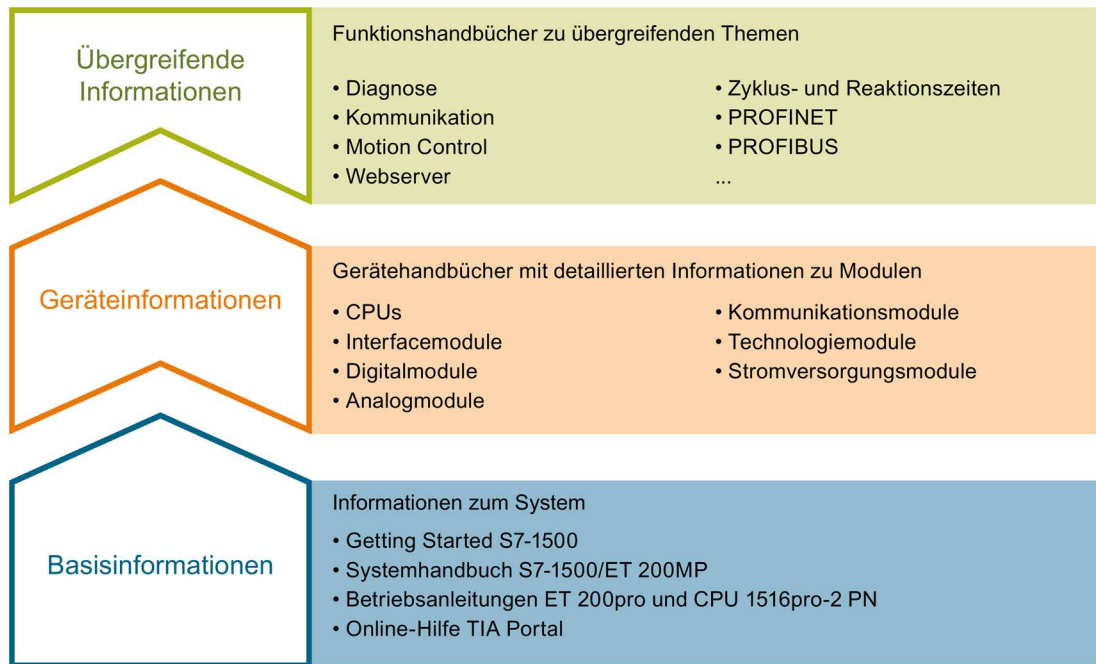 Übergreifende
Informationen
Funktionshandbücher zu übergreifenden Themen
• Diagnose
• Kommunikation
• Motion Control
• Webserver
• Zyklus- und Reaktionszeiten
• PROFINET
• PROFIBUS
...
Geräteinformationen
Gerätehandbücher mit detaillierten Informationen zu Modulen
• CPUs
• Interfacemodule
• Digitalmodule
• Analogmodule
• Kommunikationsmodule
• Technologiemodule
• Stromversorgungsmodule
Basisinformationen
Informationen zum System
• Getting Started S7-1500
• Systemhandbuch S7-1500/ET 200MP
• Betriebsanleitungen ET 200pro und CPU 1516pro-2 PN
• Online-Hilfe TIA Portal